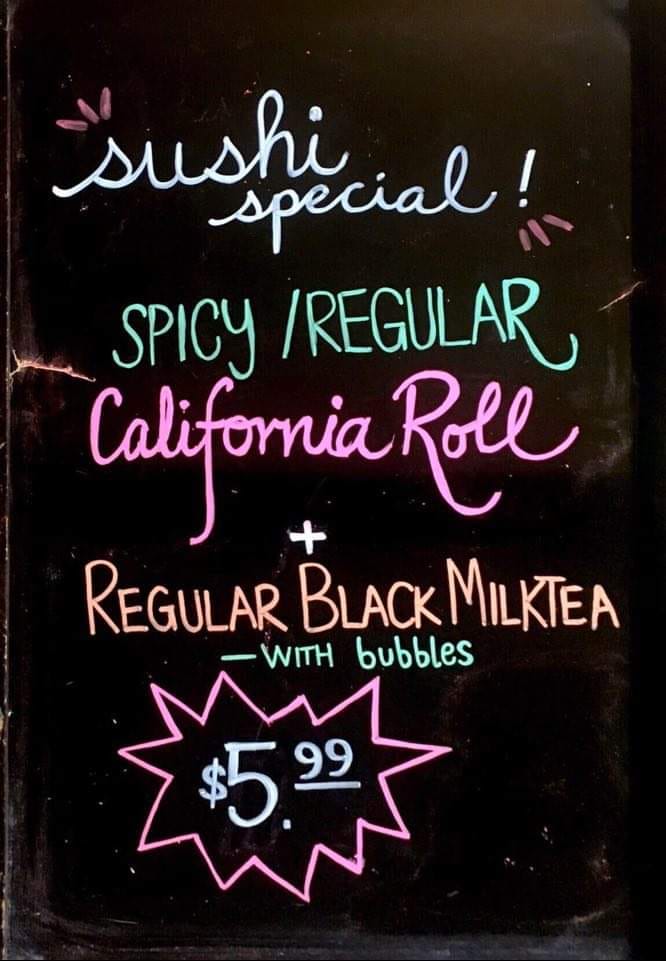 sushi
special!
SPICY /REGULAR
California Roll
+
REGULAR BLACK MILKTEA
- WITH bubbles
$5.99